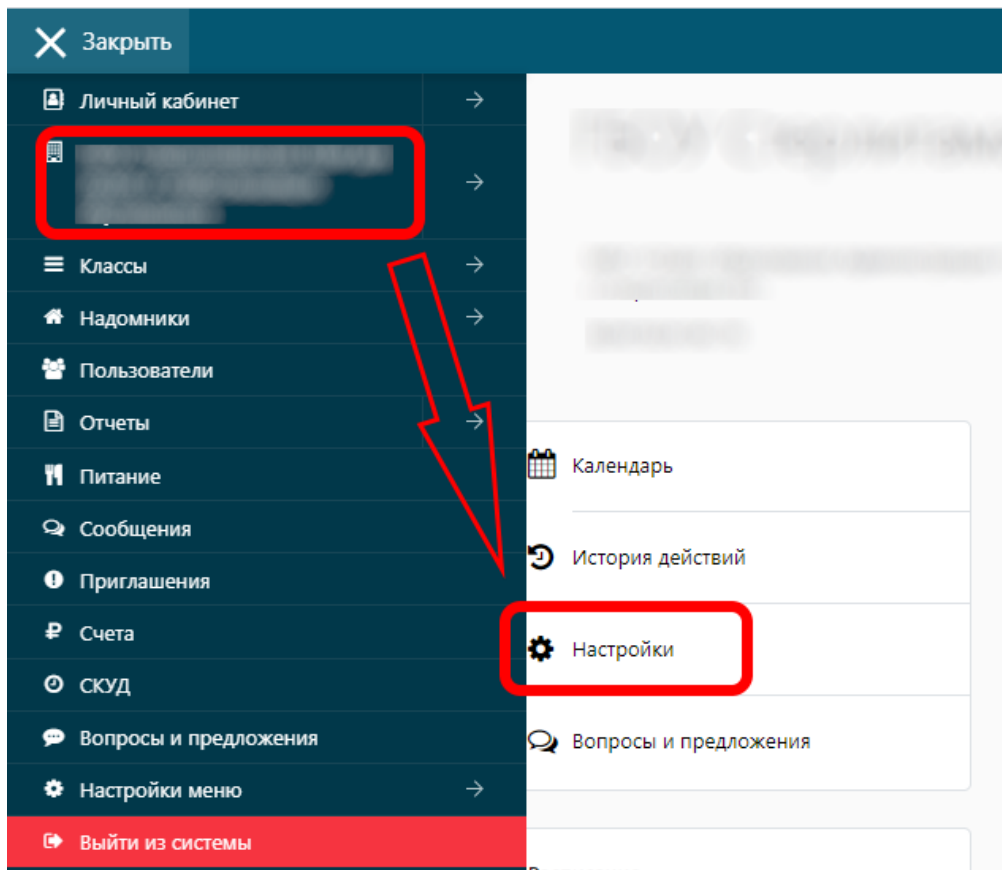 Закрыть
Личный кабинет
Классы
Надомники
Пользователи
Отчеты
Питание
Сообщения
Приглашения
Счета
СКУД
Вопросы и предложения
Настройки меню
Выйти из системы
Календарь
История действий
Настройки
Вопросы и предложения